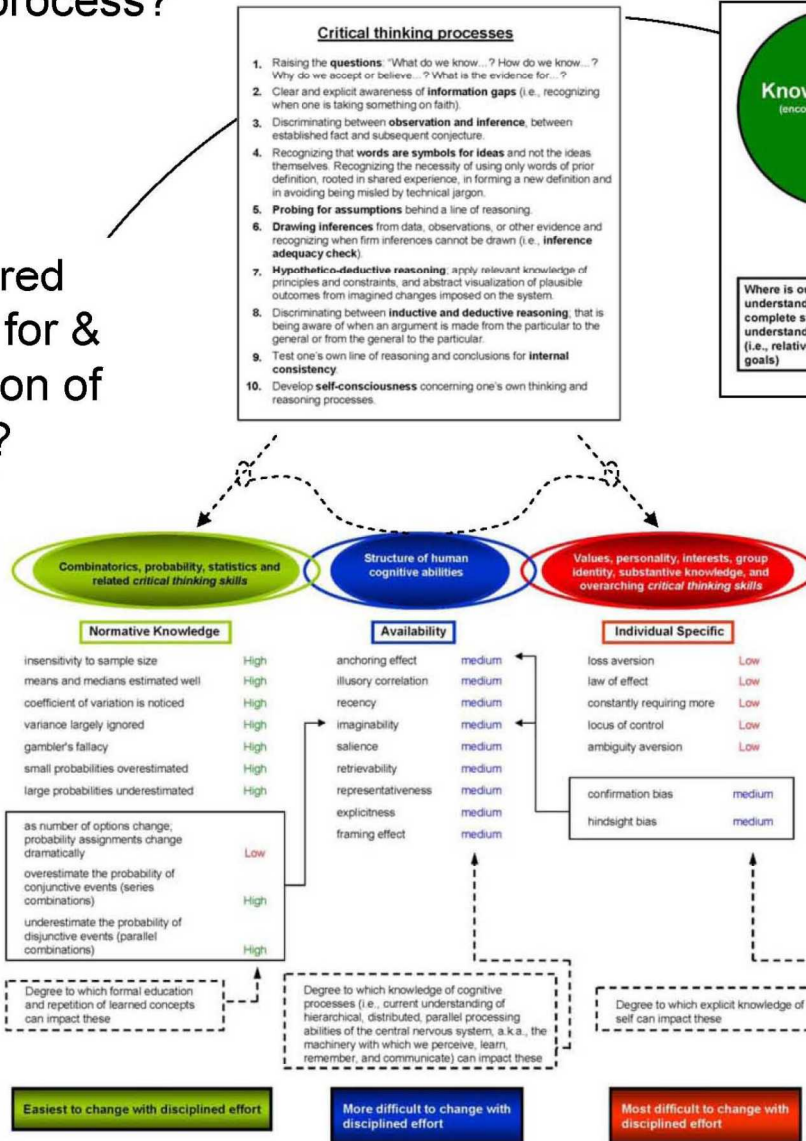 process?
Critical thinking processes
1. Raising the questions: "What do we know...? How do we know...?
Why do we accept or believe...? What is the evidence for...?
2. Clear and explicit awareness of information gaps (i.e., recognizing
when one is taking something on faith).
3. Discriminating between observation and inference, between
established fact and subsequent conjecture.
4. Recognizing that words are symbols for ideas and not the ideas
themselves. Recognizing the necessity of using only words of prior
definition, rooted in shared experience, in forming a new definition and
in avoiding being misled by technical jargon.
5. Probing for assumptions behind a line of reasoning.
6. Drawing inferences from data, observations, or other evidence and
recognizing when firm inferences cannot be drawn (i.e., inference
adequacy check).
7. Hypothetico-deductive reasoning; apply relevant knowledge of
principles and constraints, and abstract visualization of plausible
outcomes from imagined changes imposed on the system.
8. Discriminating between inductive and deductive reasoning; that is
being aware of when an argument is made from the particular to the
general or from the general to the particular.
9. Test one's own line of reasoning and conclusions for internal
consistency.
10. Develop self-consciousness concerning one's own thinking and
reasoning processes.
Know
(enco
Where is ou
understand
complete s
understand
(i.e., relativ
goals)
red
for &
on of
?
Combinatorics, probability, statistics and
related critical thinking skills
Structure of human
cognitive abilities
Values, personality, interests, group
identity, substantive knowledge, and
overarching critical thinking skills
Normative Knowledge
insensitivity to sample size High
means and medians estimated well High
coefficient of variation is noticed High
variance largely ignored High
gambler's fallacy High
small probabilities overestimated High
large probabilities underestimated High
as number of options change;
probability assignments change
dramatically Low
overestimate the probability of
conjunctive events (series
combinations) High
underestimate the probability of
disjunctive events (parallel
combinations) High
Degree to which formal education
and repetition of learned concepts
can impact these
Availability
anchoring effect medium
illusory correlation medium
recency medium
imaginability medium
salience medium
retrievability medium
representativeness medium
explicitness medium
framing effect medium
Degree to which knowledge of cognitive
processes (i.e., current understanding of
hierarchical, distributed, parallel processing
abilities of the central nervous system, a.k.a., the
machinery with which we perceive, learn,
remember, and communicate) can impact these
Individual Specific
loss aversion Low
law of effect Low
constantly requiring more Low
locus of control Low
ambiguity aversion Low
confirmation bias medium
hindsight bias medium
Degree to which explicit knowledge of
self can impact these
Easiest to change with disciplined effort
More difficult to change with
disciplined effort
Most difficult to change with
disciplined effort